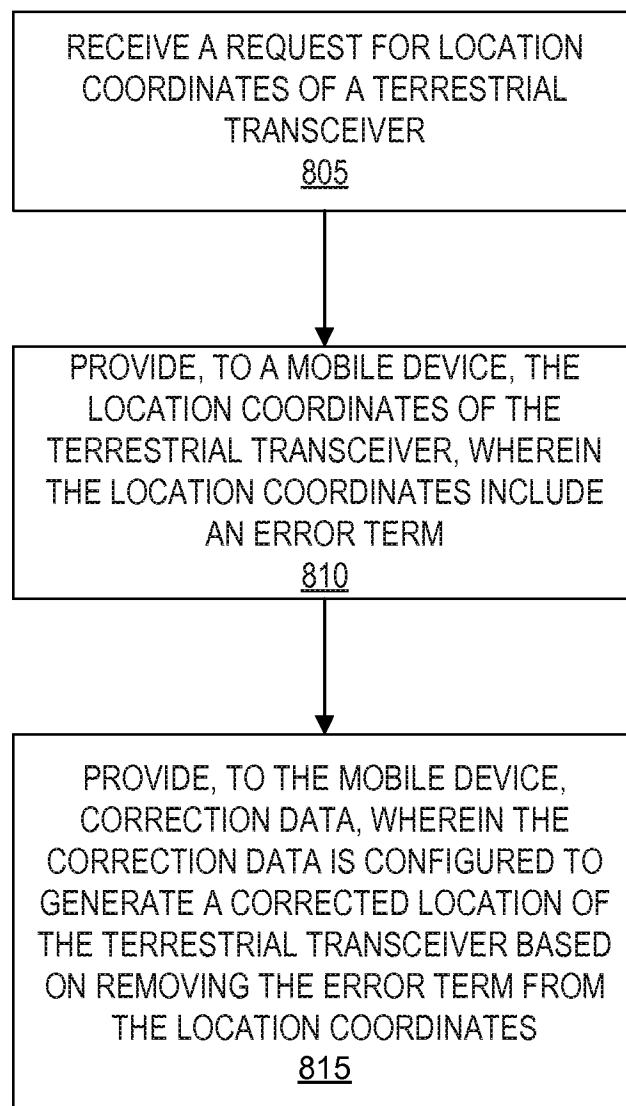 RECEIVE A REQUEST FOR LOCATION
COORDINATES OF A TERRESTRIAL
TRANSCEIVER
805
PROVIDE, TO A MOBILE DEVICE, THE
LOCATION COORDINATES OF THE
TERRESTRIAL TRANSCEIVER, WHEREIN
THE LOCATION COORDINATES INCLUDE
AN ERROR TERM
810
PROVIDE, TO THE MOBILE DEVICE,
CORRECTION DATA, WHEREIN THE
CORRECTION DATA IS CONFIGURED TO
GENERATE A CORRECTED LOCATION OF
THE TERRESTRIAL TRANSCEIVER BASED
ON REMOVING THE ERROR TERM FROM
THE LOCATION COORDINATES
815